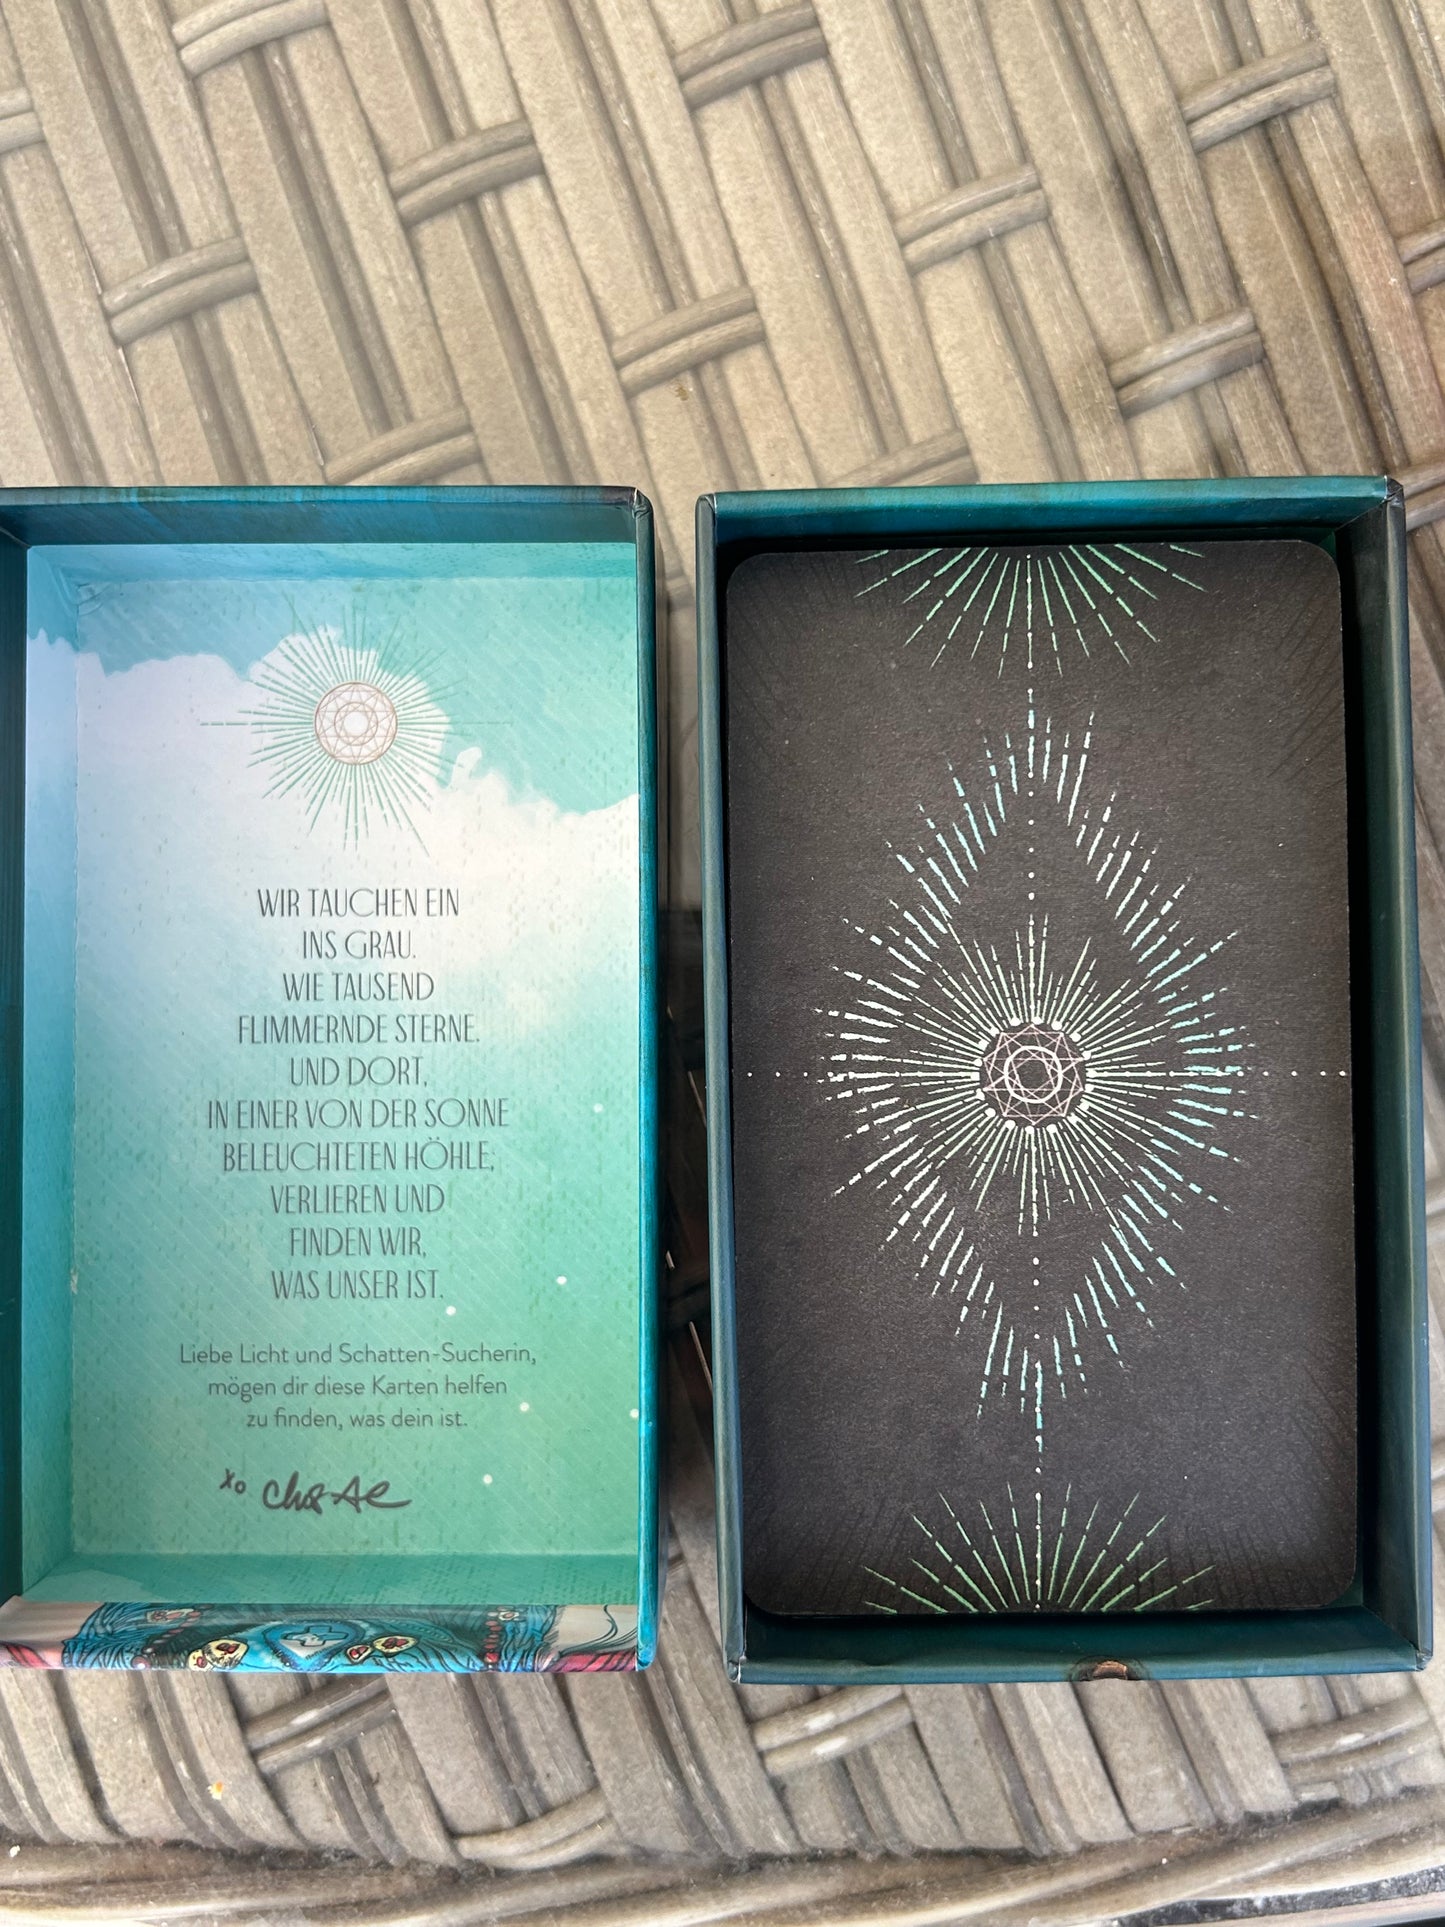 WIR TAUCHEN EIN
INS GRAU.
WIE TAUSEND
FLIMMERNDE STERNE.
UND DORT,
IN EINER VON DER SONNE
BELEUCHTETEN HÖHLE,
VERLIEREN UND
FINDEN WIR,
WAS UNSER IST.
Liebe Licht und Schatten-Sucherin,
mögen dir diese Karten helfen
zu finden, was dein ist.
xo